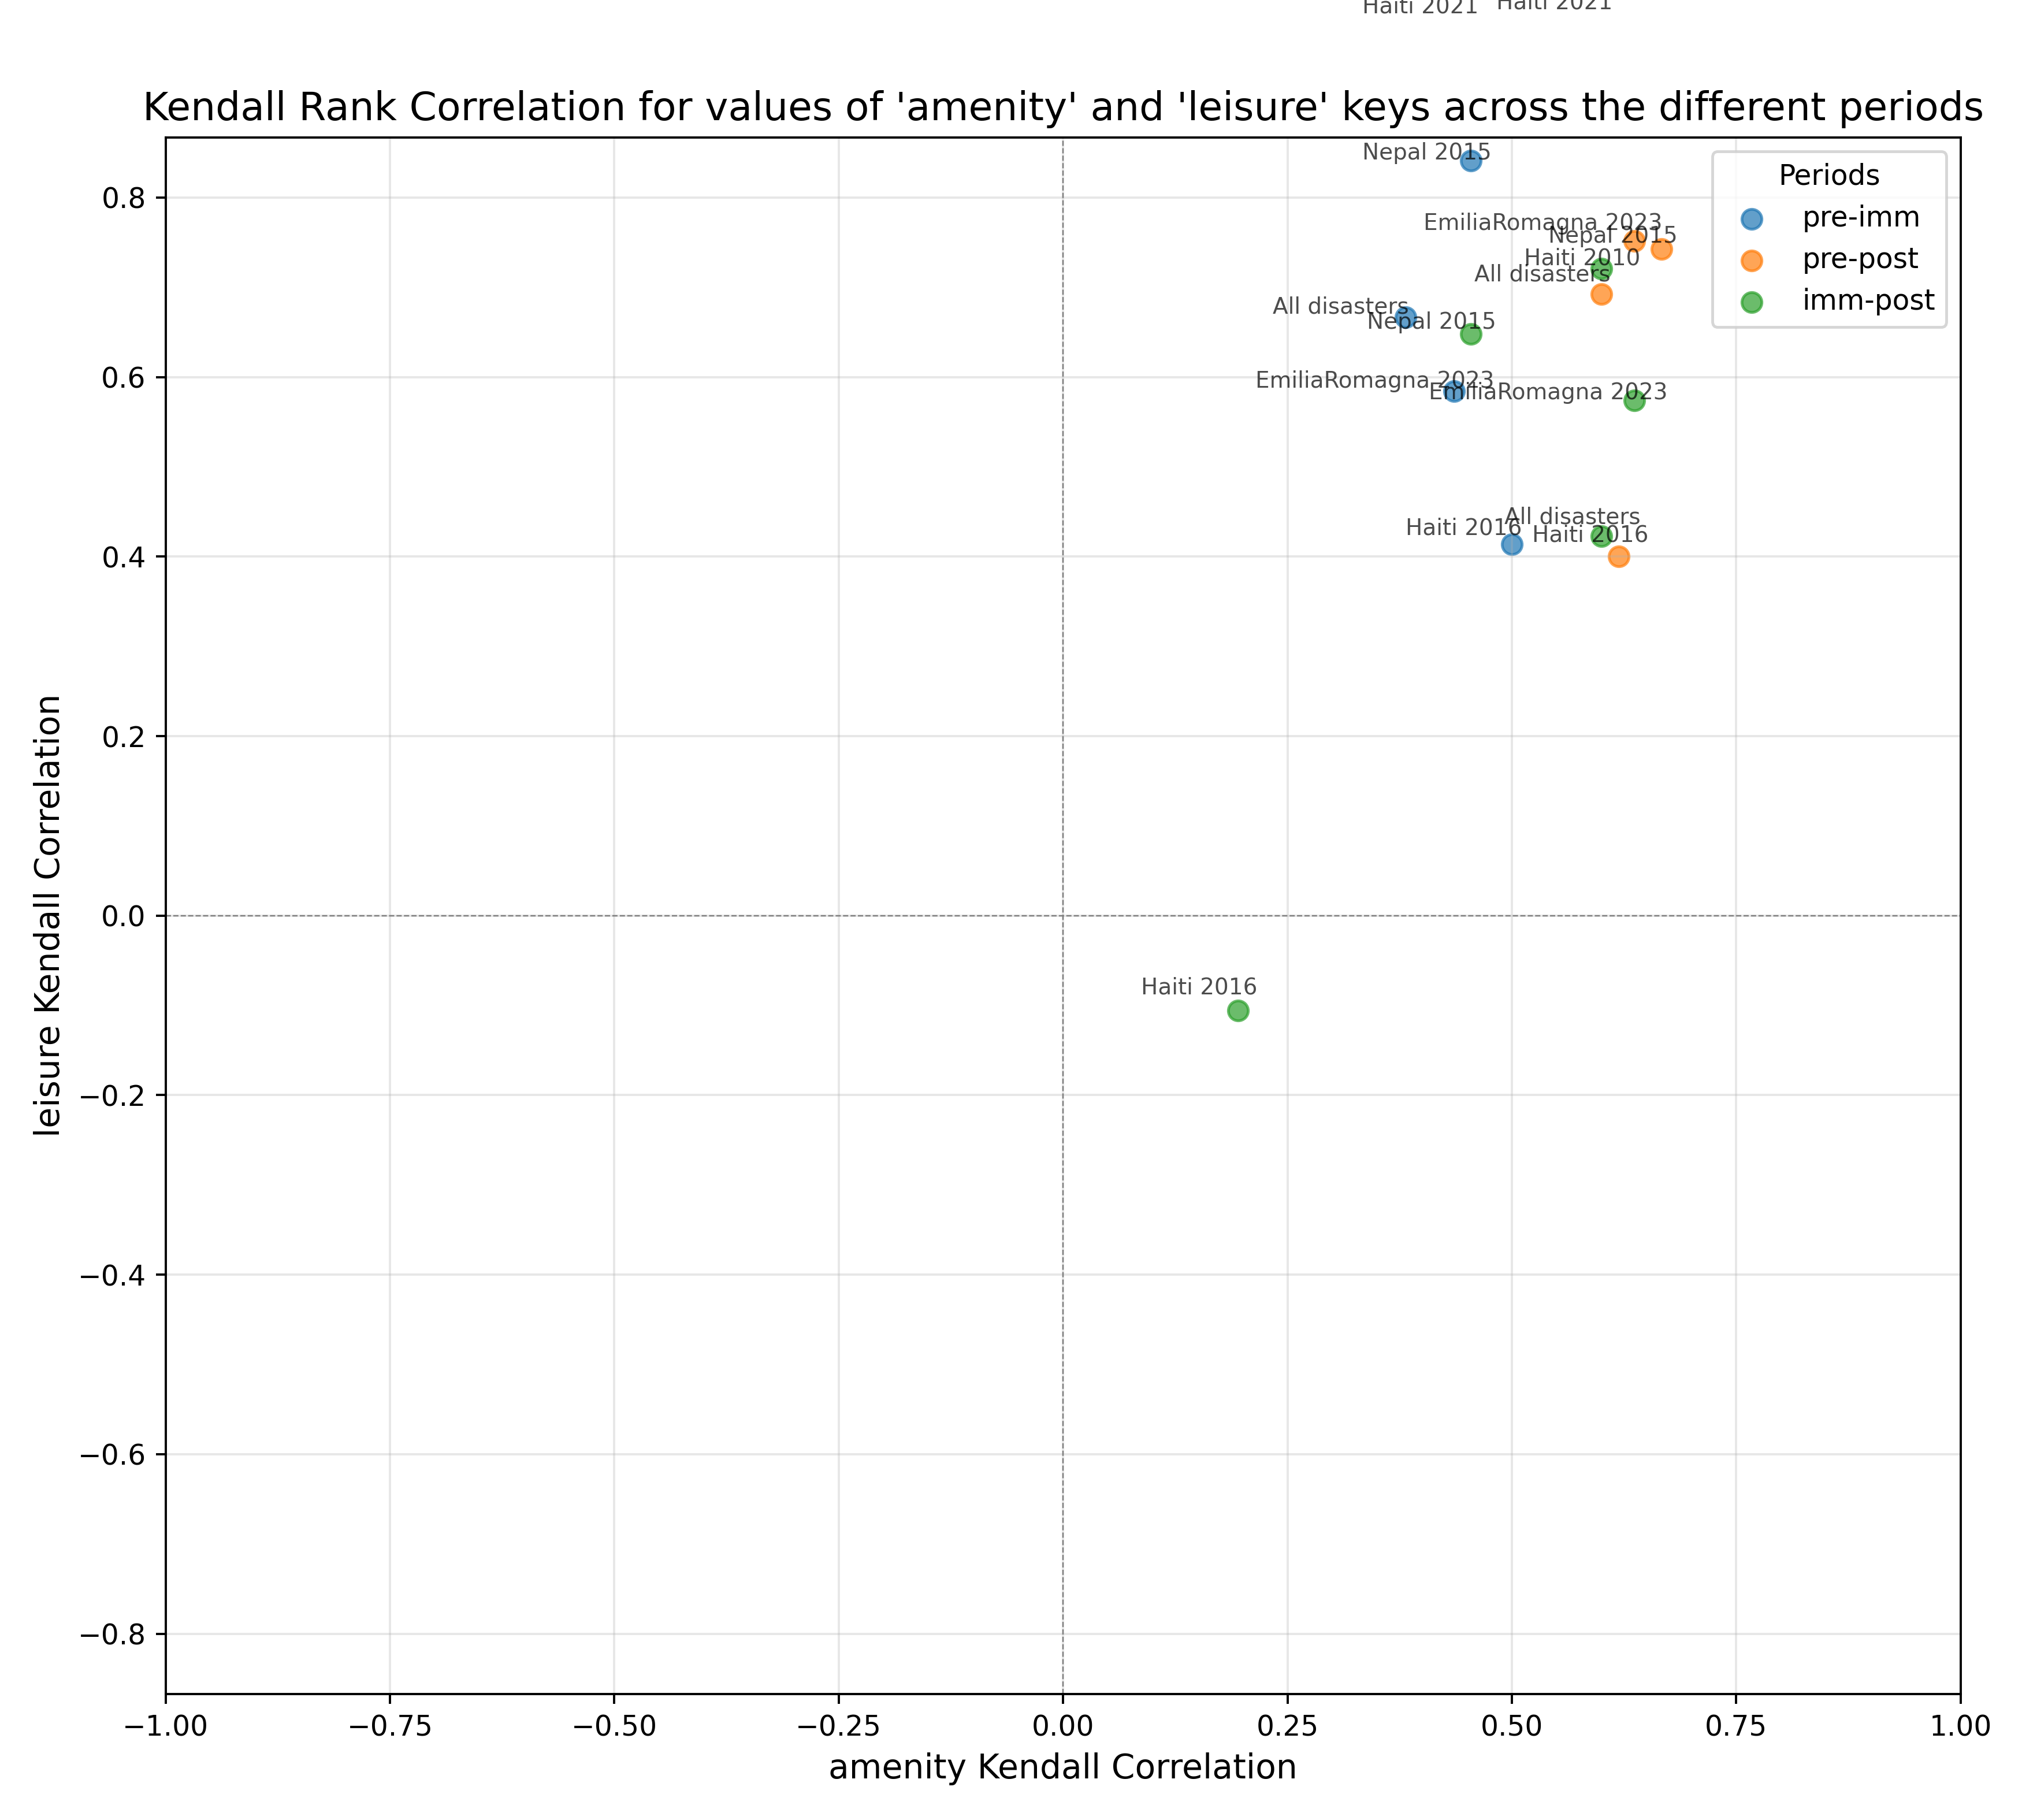 Haiti 2021
Haiti 2021
Kendall Rank Correlation for values of 'amenity' and 'leisure' keys across the different periods
Nepal 2015
Periods
pre-imm
pre-post
imm-post
EmiliaRomagna 2023
Nepal 2015
Haiti 2010
All disasters
All disasters
Nepal 2015
EmiliaRomagna 2023
EmiliaRomagna 2023
All disasters
Haiti 2016
Haiti 2016
Haiti 2016
0.8
0.6
0.4
0.2
0.0
−0.2
−0.4
−0.6
−0.8
leisure Kendall Correlation
−1.00 −0.75 −0.50 −0.25 0.00 0.25 0.50 0.75 1.00
amenity Kendall Correlation